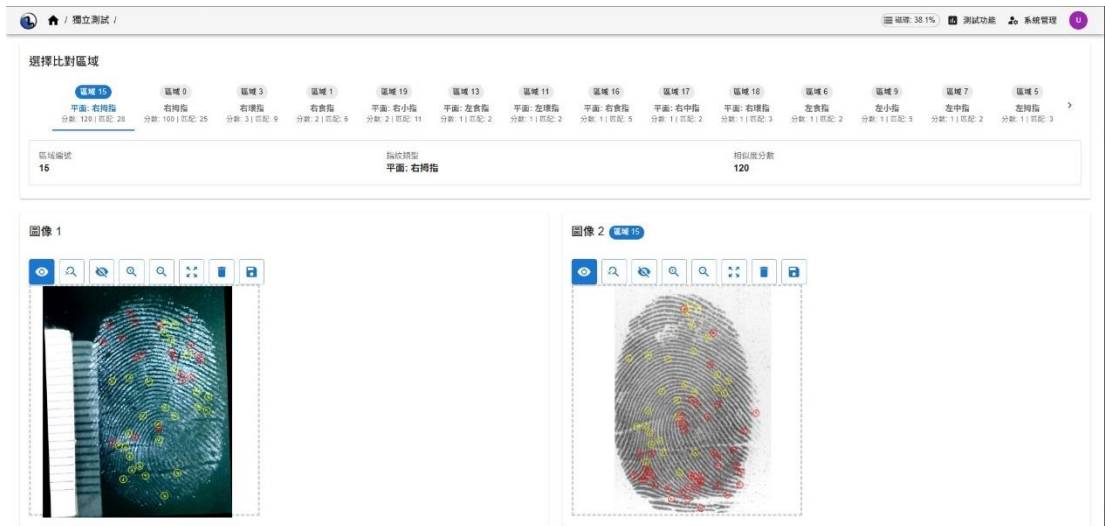 / 獨立測試 /
磁碟: 38.1% 測試功能 系統管理 U
選擇比對區域
區域 15 區域 0 區域 3 區域 1 區域 19 區域 13 區域 11 區域 16 區域 17 區域 18 區域 6 區域 9 區域 7 區域 5
平面: 右拇指 右拇指 右環指 右食指 平面: 右小指 平面: 左食指 平面: 左環指 平面: 右食指 平面: 右中指 平面: 右環指 左食指 左小指 左中指 左拇指
分數: 120 | 匹配: 28 分數: 100 | 匹配: 25 分數: 3 | 匹配: 9 分數: 2 | 匹配: 6 分數: 2 | 匹配: 11 分數: 1 | 匹配: 2 分數: 1 | 匹配: 2 分數: 1 | 匹配: 5 分數: 1 | 匹配: 2 分數: 1 | 匹配: 3 分數: 1 | 匹配: 2 分數: 1 | 匹配: 5 分數: 1 | 匹配: 2 分數: 1 | 匹配: 3
區域編號 指紋類型 相似度分數
15 平面: 右拇指 120
圖像 1 圖像 2 區域 15